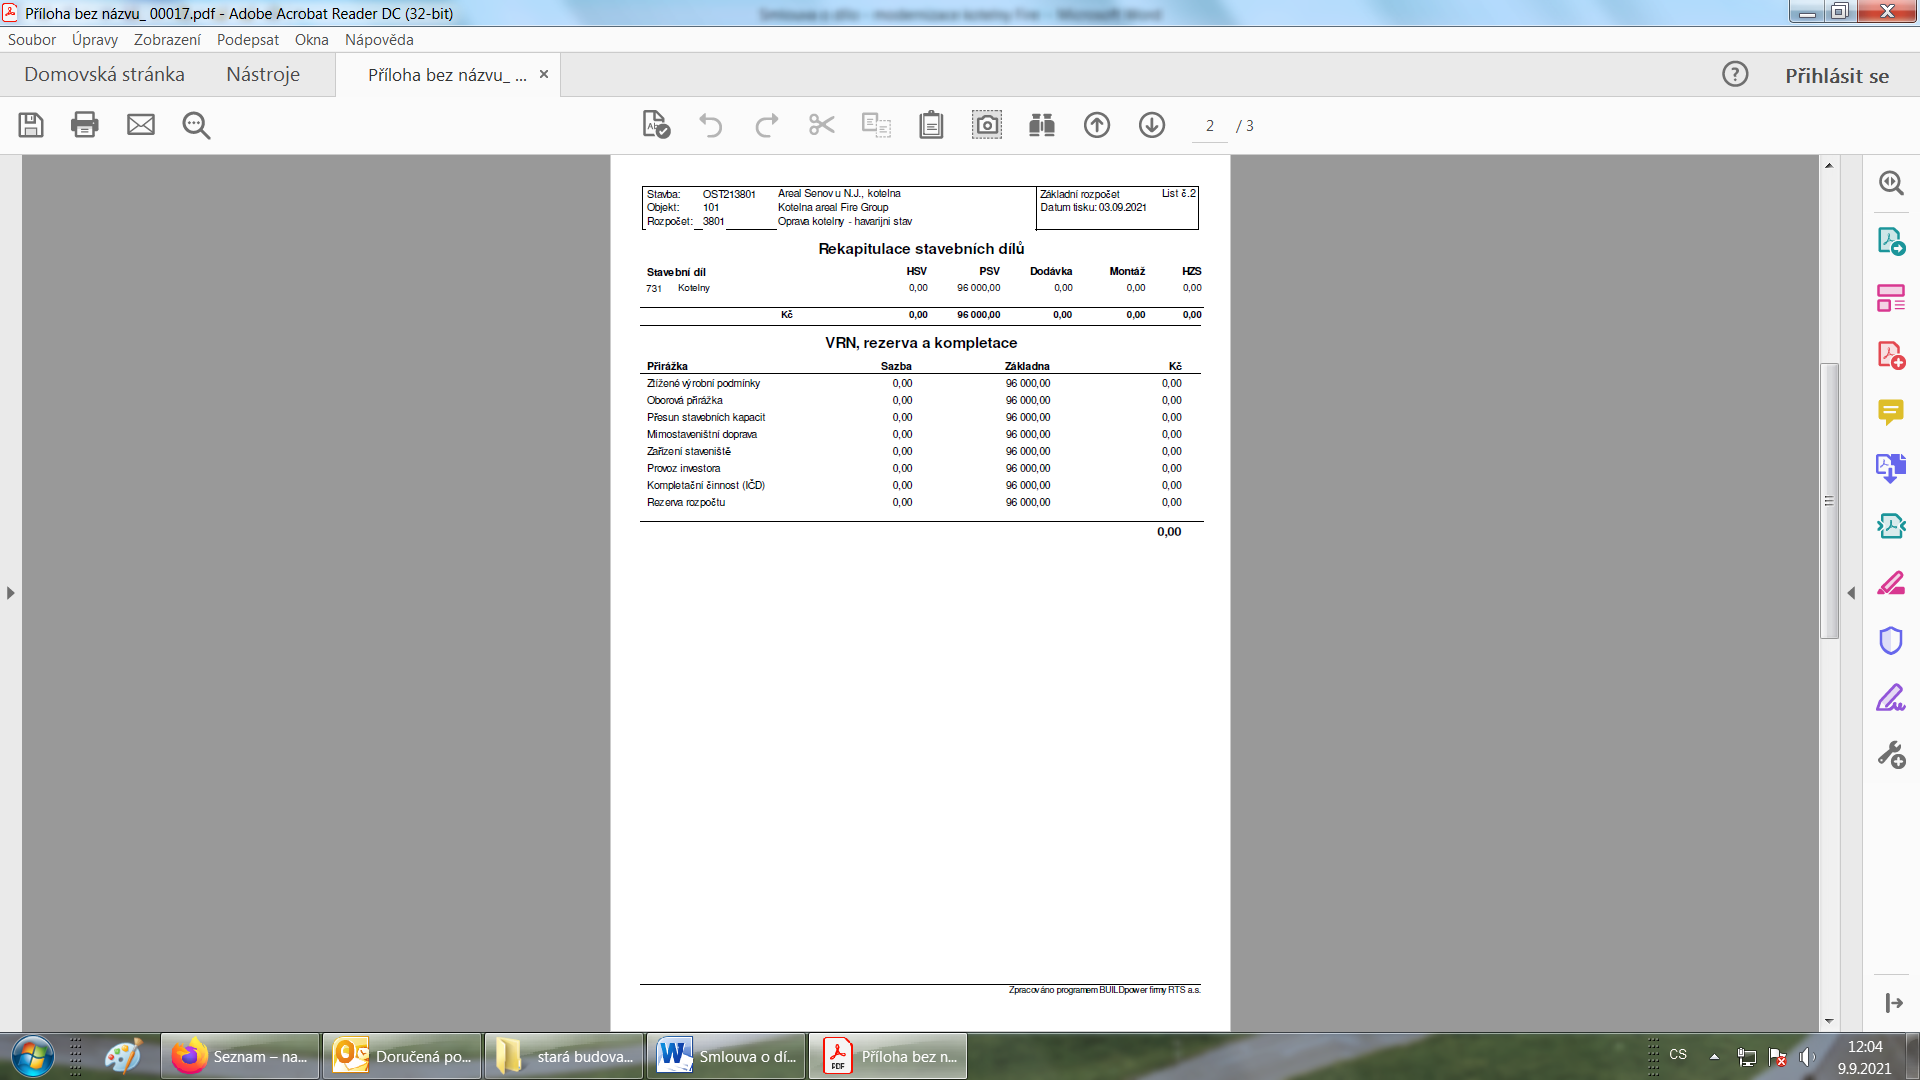 Příloha bez názvu_ 00017.pdf - Adobe Acrobat Reader DC (32-bit)
Smlouva o dílo - modernizace kotelny Fire - Microsoft Word
Soubor Úpravy Zobrazení Podepsat Okna Nápověda
Domovská stránka Nástroje Příloha bez názvu_ ... × ? Přihlásit se
2 / 3
Stavba: OST213801 Areal Senov u N.J., kotelna Základní rozpočet List č.2
Objekt: 101 Kotelna areal Fire Group Datum tisku: 03.09.2021
Rozpočet: 3801 Oprava kotelny - havarijni stav
Rekapitulace stavebních dílů
Stavební díl HSV PSV Dodávka Montáž HZS
731 Kotelny 0,00 96 000,00 0,00 0,00 0,00
Kč 0,00 96 000,00 0,00 0,00 0,00
VRN, rezerva a kompletace
Přirážka Sazba Základna Kč
Ztížené výrobní podmínky 0,00 96 000,00 0,00
Oborová přirážka 0,00 96 000,00 0,00
Přesun stavebních kapacit 0,00 96 000,00 0,00
Mimostaveništní doprava 0,00 96 000,00 0,00
Zařízení staveniště 0,00 96 000,00 0,00
Provoz investora 0,00 96 000,00 0,00
Kompletační činnost (IČD) 0,00 96 000,00 0,00
Rezerva rozpočtu 0,00 96 000,00 0,00
0,00
Zpracováno programem BUILDpower firmy RTS a.s.
Seznam – na... Doručená po... stará budova... Smlouva o dí... Příloha bez n... CS 12:04
9.9.2021